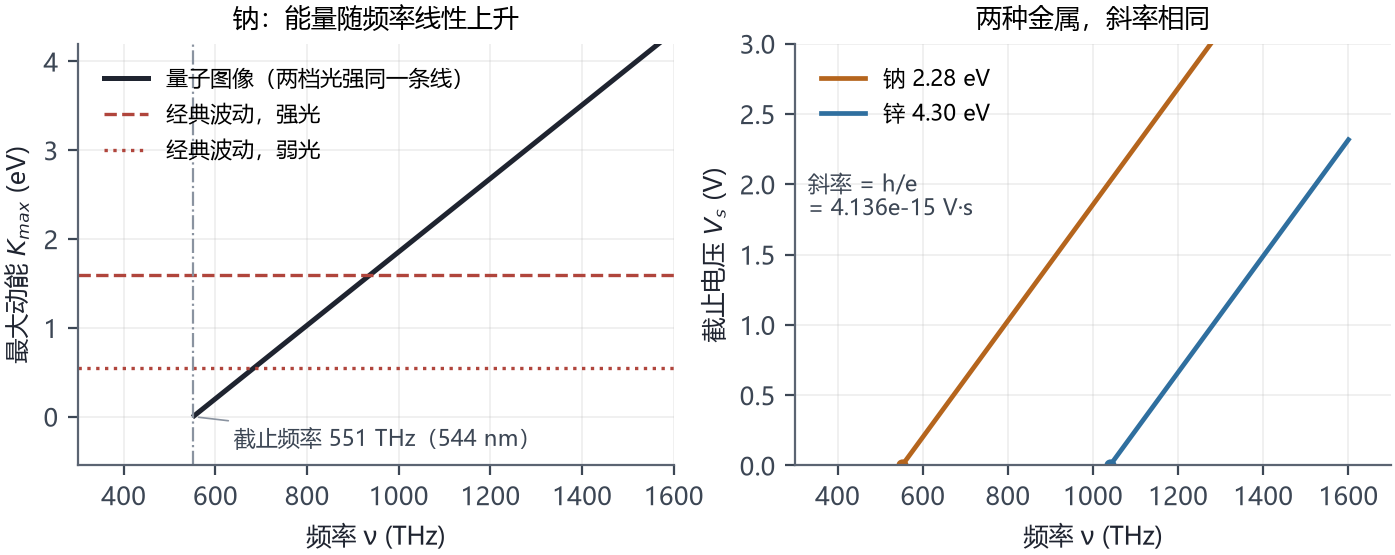 钠：能量随频率线性上升
最大动能 Kmax (eV)
4
3
2
1
0
量子图像（两档光强同一条线）
经典波动，强光
经典波动，弱光
截止频率 551 THz（544 nm）
400 600 800 1000 1200 1400 1600
频率 ν (THz)
两种金属，斜率相同
截止电压 Vs (V)
3.0
2.5
2.0
1.5
1.0
0.5
0.0
钠 2.28 eV
锌 4.30 eV
斜率 = h/e
= 4.136e-15 V·s
400 600 800 1000 1200 1400 1600
频率 ν (THz)